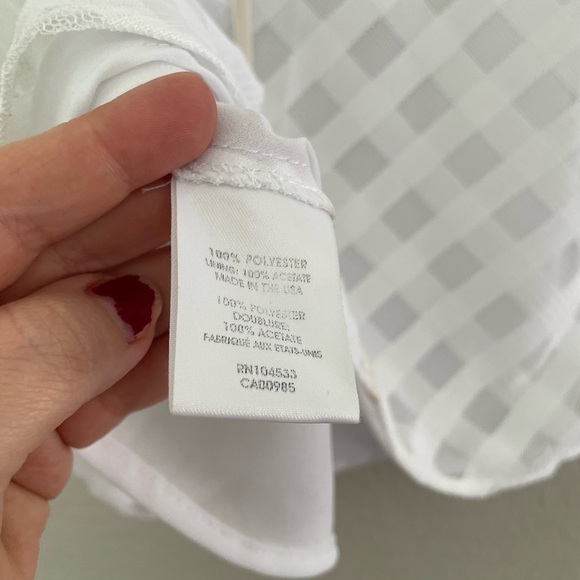 100% POLYESTER
LINING: 100% ACETATE
MADE IN THE USA
100% POLYESTER
DOUBLURE:
100% ACETATE
FABRIQUÉ AUX ETATS-UNIS
RN104533
CA00985